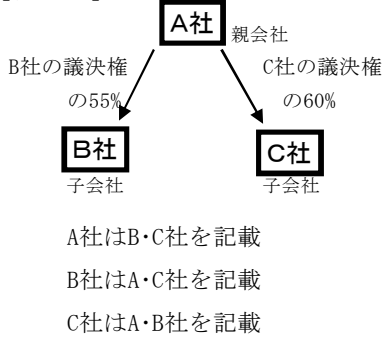 A社
親会社
B社の議決権
の55%
C社の議決権
の60%
B社
子会社
C社
子会社
A社はB・C社を記載
B社はA・C社を記載
C社はA・B社を記載